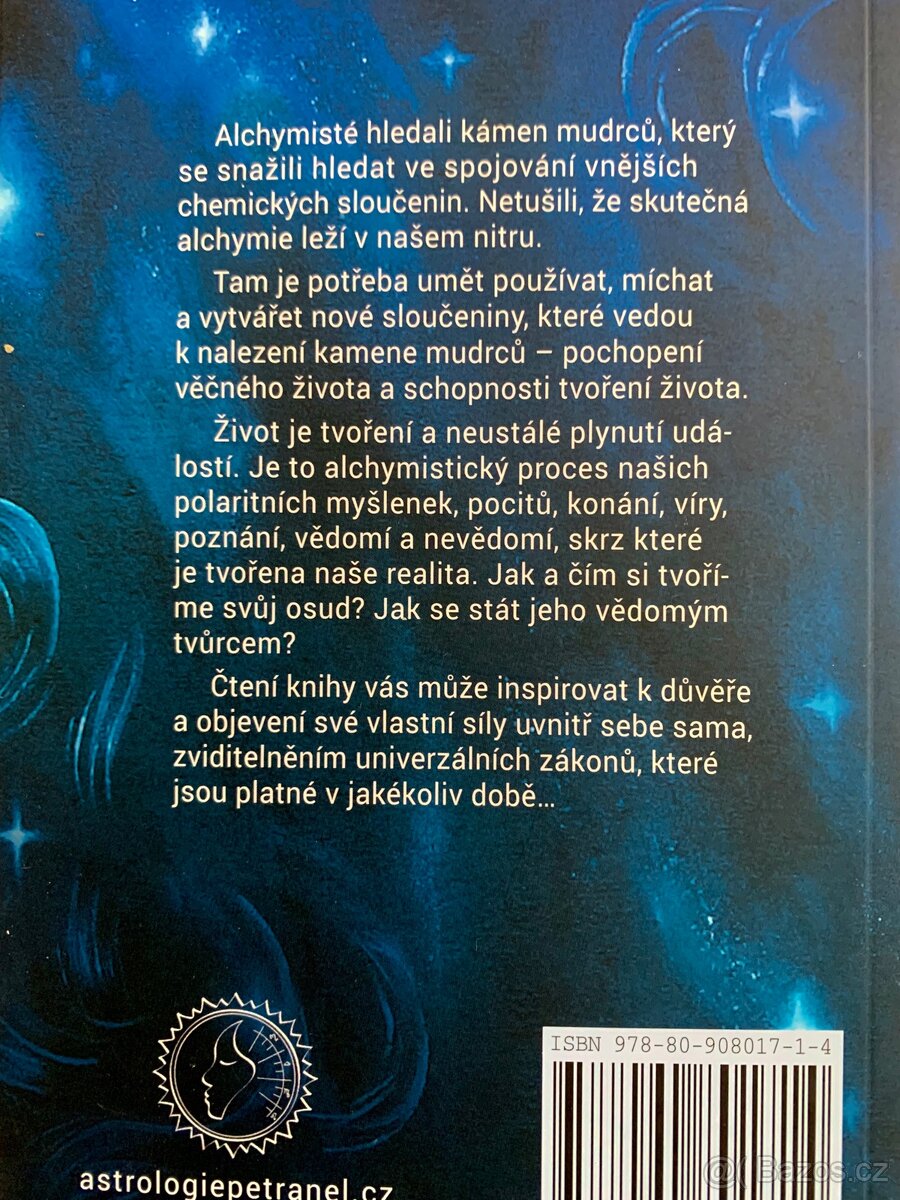 Alchymisté hledali kámen mudrců, který
se snažili hledat ve spojování vnějších
chemických sloučenin. Netušili, že skutečná
alchymie leží v našem nitru.
Tam je potřeba umět používat, míchat
a vytvářet nové sloučeniny, které vedou
k nalezení kamene mudrců – pochopení
věčného života a schopnosti tvoření života.
Život je tvoření a neustálé plynutí udá-
lostí. Je to alchymistický proces našich
polaritních myšlenek, pocitů, konání, víry,
poznání, vědomí a nevědomí, skrz které
je tvořena naše realita. Jak a čím si tvoří-
me svůj osud? Jak se stát jeho vědomým
tvůrcem?
Čtení knihy vás může inspirovat k důvěře
a objevení své vlastní síly uvnitř sebe sama,
zviditelněním univerzálních zákonů, které
jsou platné v jakékoliv době...
ISBN 978-80-908017-1-4
astrologiepetranel.cz
@ Bazos.cz